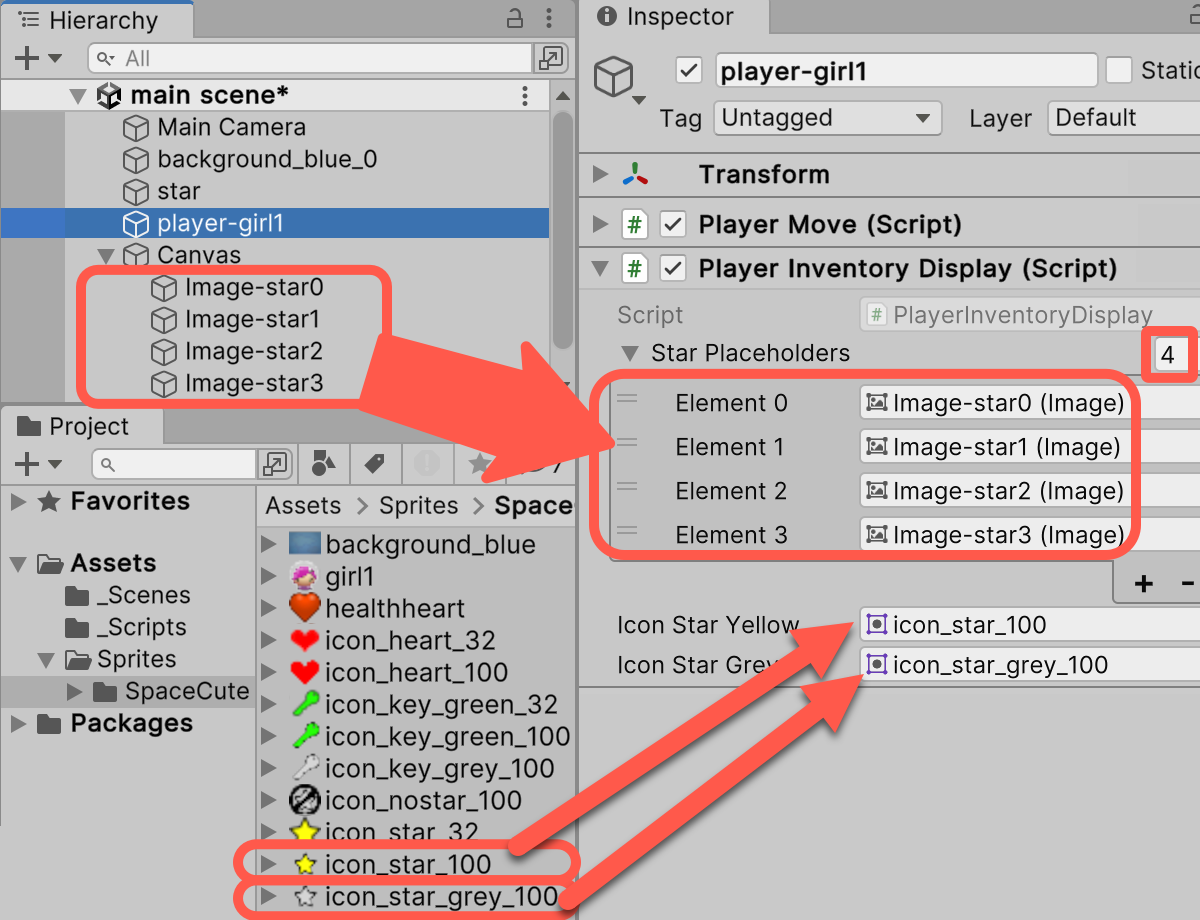 Hierarchy
All
main scene*
Main Camera
background_blue_0
star
player-girl1
Canvas
Image-star0
Image-star1
Image-star2
Image-star3
Project
Favorites
Assets
_Scenes
_Scripts
Sprites
SpaceCute
Packages
Assets > Sprites > Space
background_blue
girl1
healthheart
icon_heart_32
icon_heart_100
icon_key_green_32
icon_key_green_100
icon_key_grey_100
icon_nostar_100
icon_star_32
icon_star_100
icon_star_grey_100
Inspector
player-girl1
Static
Tag Untagged Layer Default
Transform
# Player Move (Script)
# Player Inventory Display (Script)
Script # PlayerInventoryDisplay
Star Placeholders 4
Element 0 Image-star0 (Image)
Element 1 Image-star1 (Image)
Element 2 Image-star2 (Image)
Element 3 Image-star3 (Image)
+ -
Icon Star Yellow icon_star_100
Icon Star Grey icon_star_grey_100